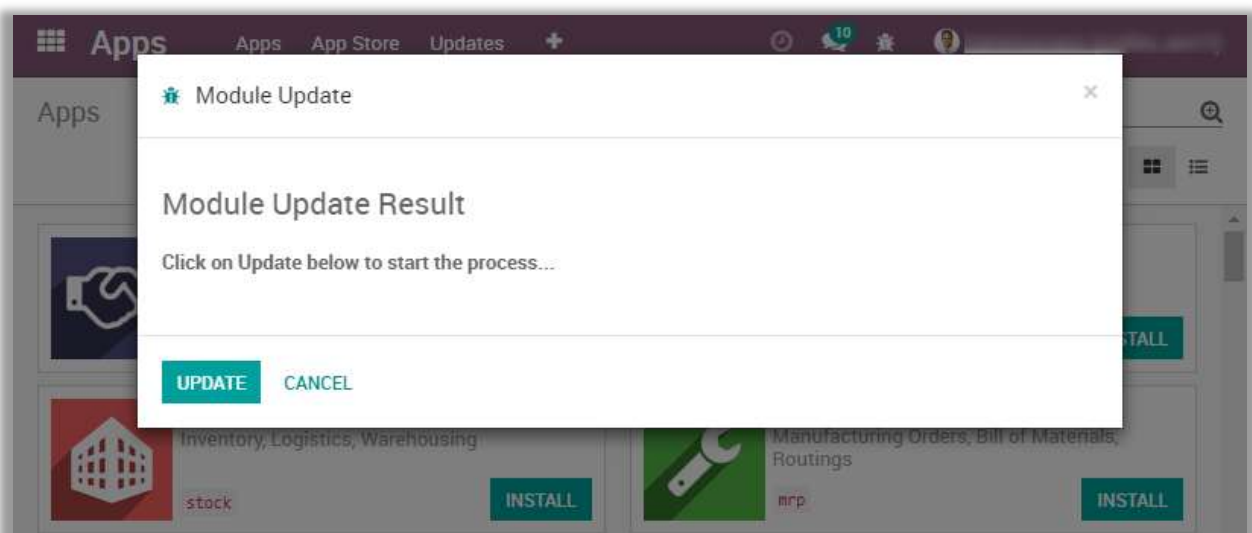 Apps Apps App Store Updates + 10
Module Update ×
Apps
Module Update Result
Click on Update below to start the process...
UPDATE CANCEL
Inventory, Logistics, Warehousing
stock
INSTALL
TALL
Manufacturing Orders, Bill of Materials,
Routings
mrp
INSTALL